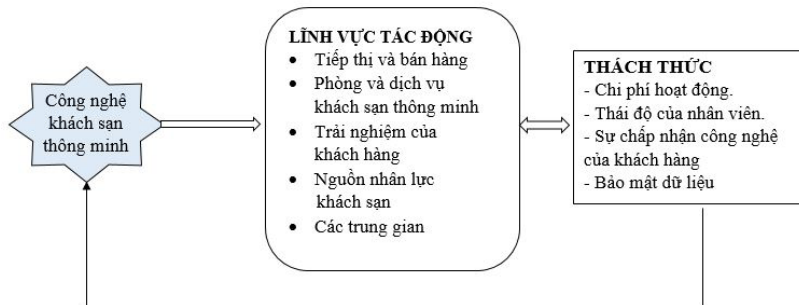 Công nghệ
khách sạn
thông minh
LĨNH VỰC TÁC ĐỘNG
• Tiếp thị và bán hàng
• Phòng và dịch vụ
khách sạn thông minh
• Trải nghiệm của
khách hàng
• Nguồn nhân lực
khách sạn
• Các trung gian
THÁCH THỨC
- Chi phí hoạt động.
- Thái độ của nhân viên.
- Sự chấp nhận công nghệ
của khách hàng
- Bảo mật dữ liệu